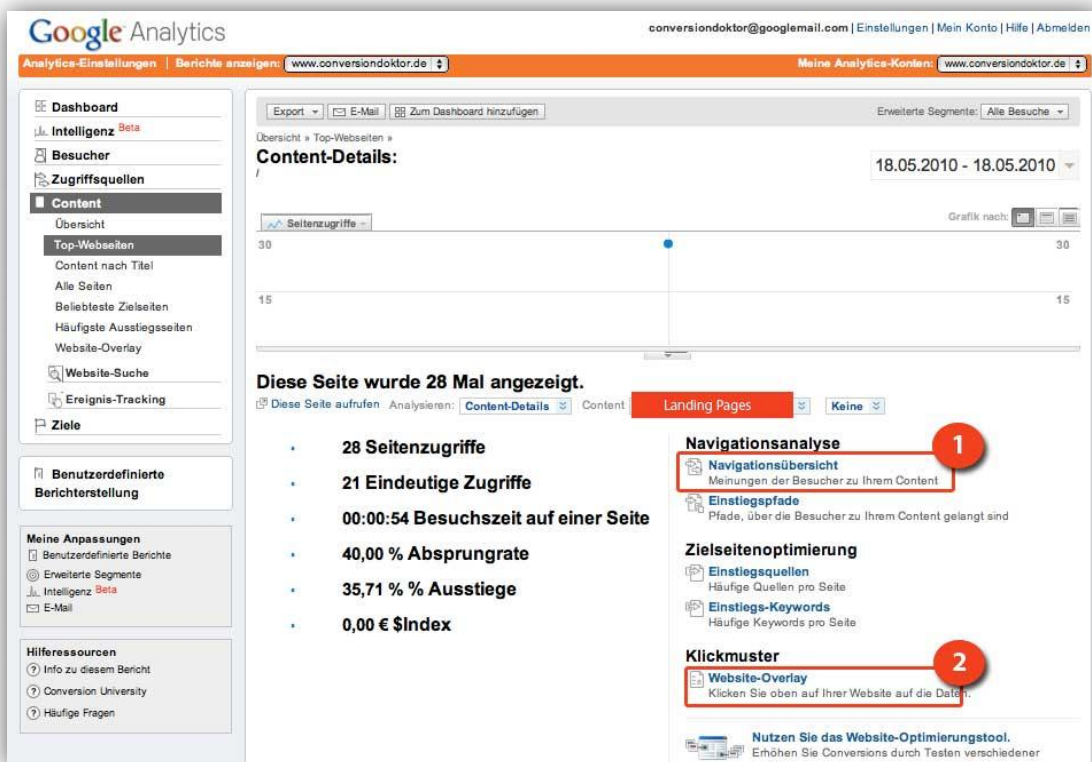 Google Analytics
conversiondoktor@googlemail.com | Einstellungen | Mein Konto | Hilfe | Abmelden
Analytics-Einstellungen | Berichte anzeigen: www.conversiondoktor.de
Meine Analytics-Konten: www.conversiondoktor.de
Dashboard
Intelligenz Beta
Besucher
Zugriffsquellen
Content
Übersicht
Top-Webseiten
Content nach Titel
Alle Seiten
Beliebteste Zielseiten
Häufigste Ausstiegsseiten
Website-Overlay
Website-Suche
Ereignis-Tracking
Ziele
Benutzerdefinierte
Berichterstellung
Meine Anpassungen
Benutzerdefinierte Berichte
Erweiterte Segmente
Intelligenz Beta
E-Mail
Hilferessourcen
? Info zu diesem Bericht
? Conversion University
? Häufige Fragen
Export E-Mail Zum Dashboard hinzufügen
Erweiterte Segmente: Alle Besuche
Übersicht » Top-Webseiten »
Content-Details:
/
18.05.2010 - 18.05.2010
Seitenzugriffe
Grafik nach:
30 30
15 15
Diese Seite wurde 28 Mal angezeigt.
Diese Seite aufrufen Analysieren: Content-Details Content Landing Pages Keine
• 28 Seitenzugriffe
• 21 Eindeutige Zugriffe
• 00:00:54 Besuchszeit auf einer Seite
• 40,00 % Absprungrate
• 35,71 % % Ausstiege
• 0,00 € $Index
Navigationsanalyse
1
Navigationsübersicht
Meinungen der Besucher zu Ihrem Content
Einstiegspfade
Pfade, über die Besucher zu Ihrem Content gelangt sind
Zielseitenoptimierung
Einstiegsquellen
Häufige Quellen pro Seite
Einstiegs-Keywords
Häufige Keywords pro Seite
Klickmuster
2
Website-Overlay
Klicken Sie oben auf Ihrer Website auf die Daten.
Nutzen Sie das Website-Optimierungstool.
Erhöhen Sie Conversions durch Testen verschiedener